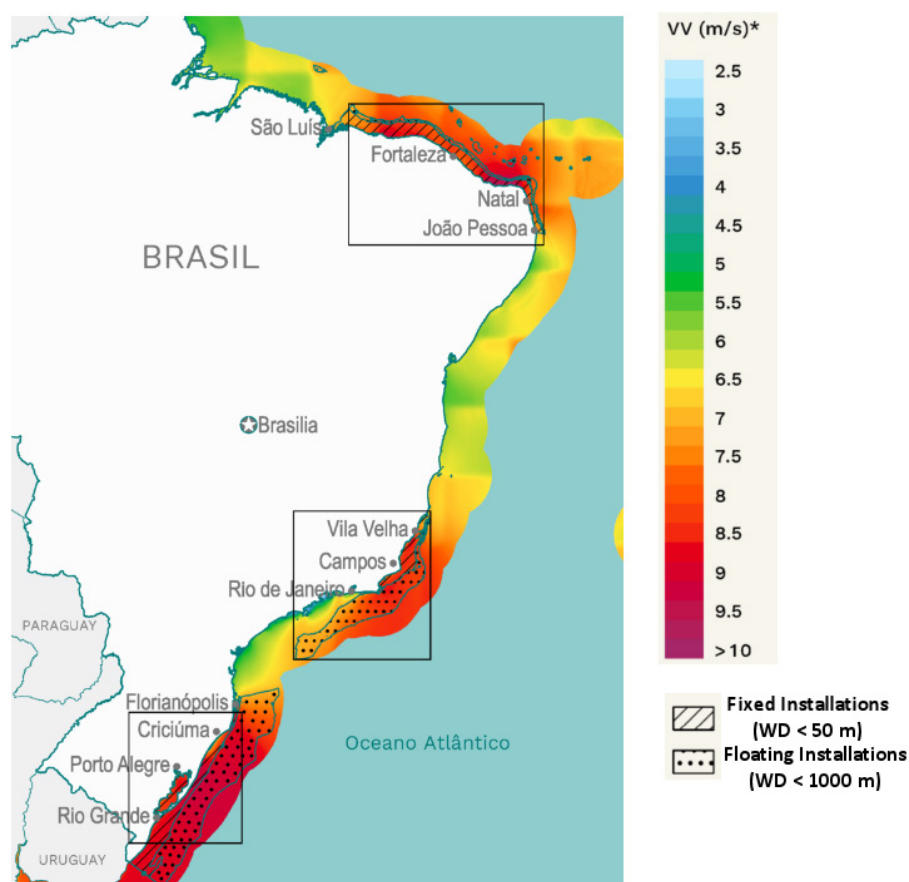 São Luís
Fortaleza
Natal
João Pessoa
BRASIL
Brasilia
Vila Velha
Campos
Rio de Janeiro
PARAGUAY
Florianópolis
Criciúma
Oceano Atlântico
Porto Alegre
Rio Grande
URUGUAY
VV (m/s)*
2.5
3
3.5
4
4.5
5
5.5
6
6.5
7
7.5
8
8.5
9
9.5
>10
Fixed Installations
(WD < 50 m)
Floating Installations
(WD < 1000 m)